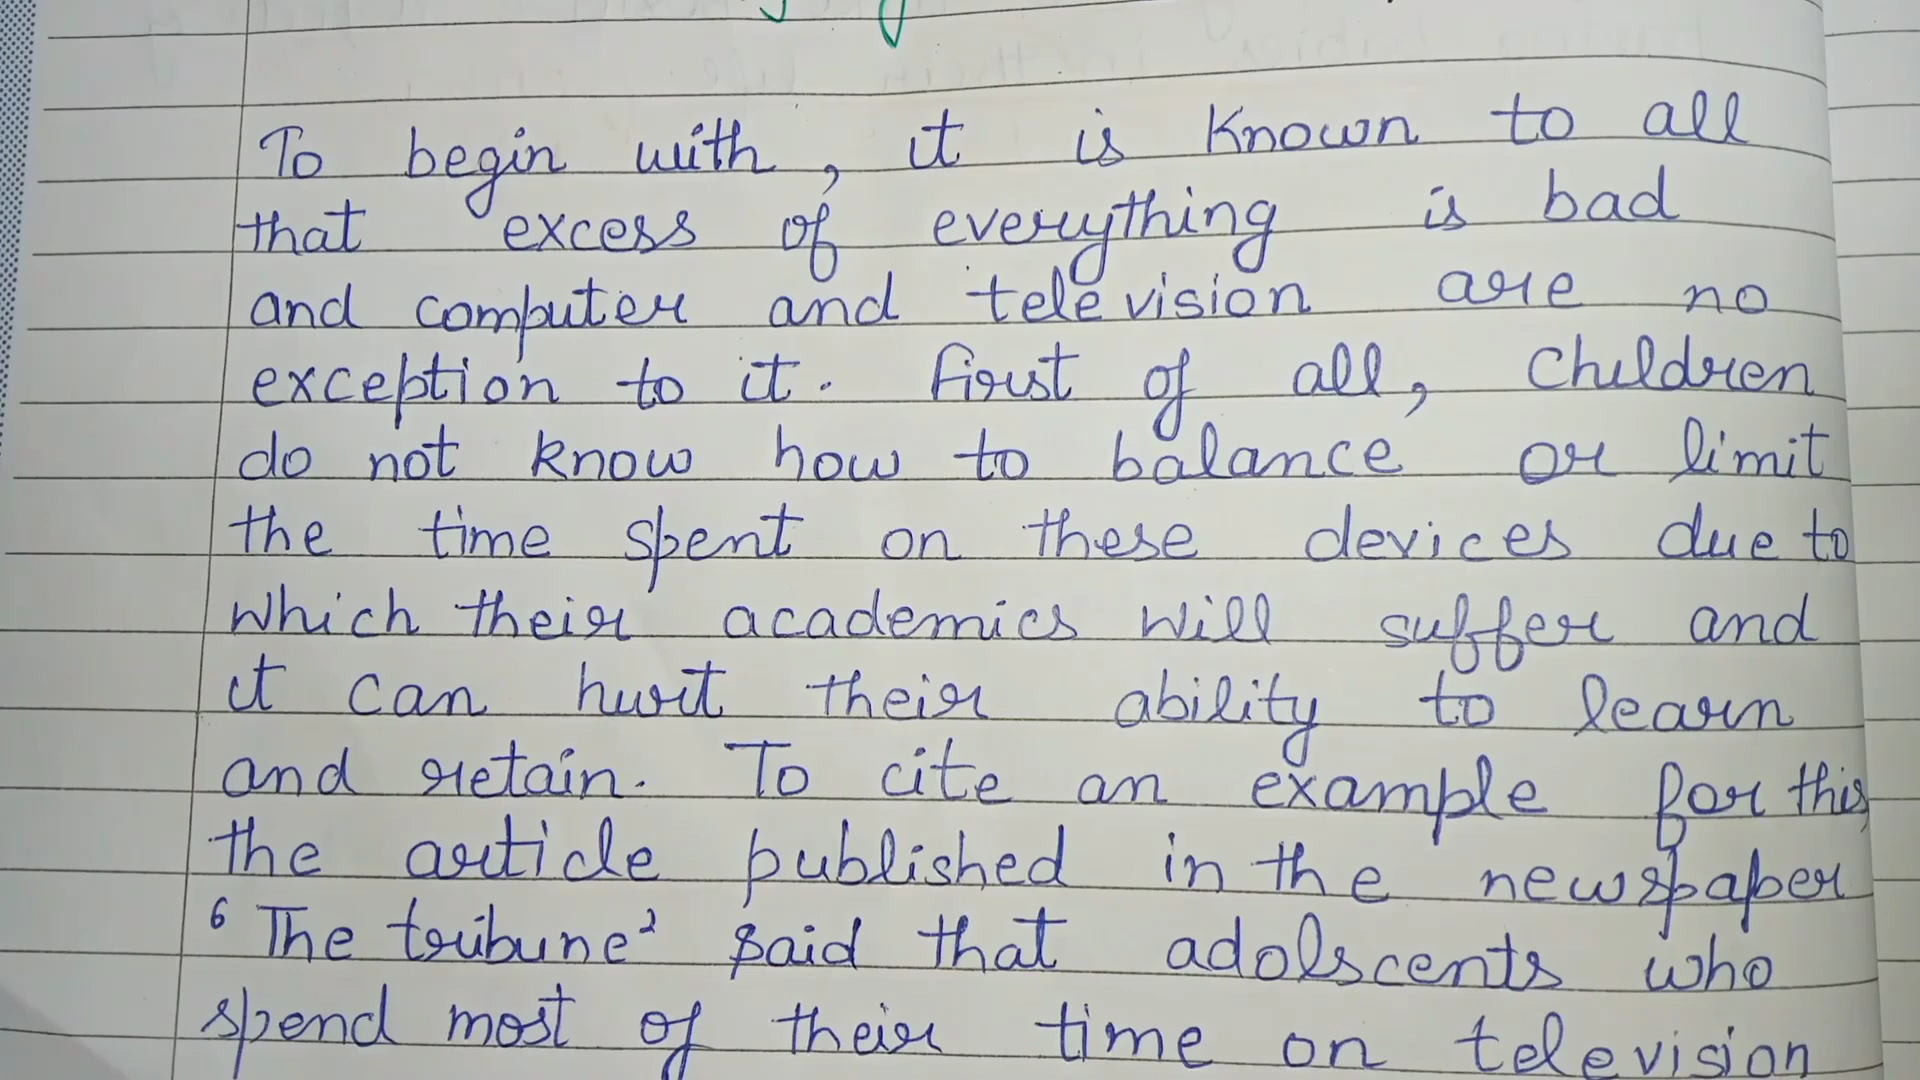 To begin with, it is known to all
that excess of everything is bad
and computer and television are no
exception to it. First of all, children
do not know how to balance or limit
the time spent on these devices due to
which their academics will suffer and
it can hurt their ability to learn
and retain. To cite an example for this,
the article published in the newspaper
'The tribune' said that adolscents who
spend most of their time on television